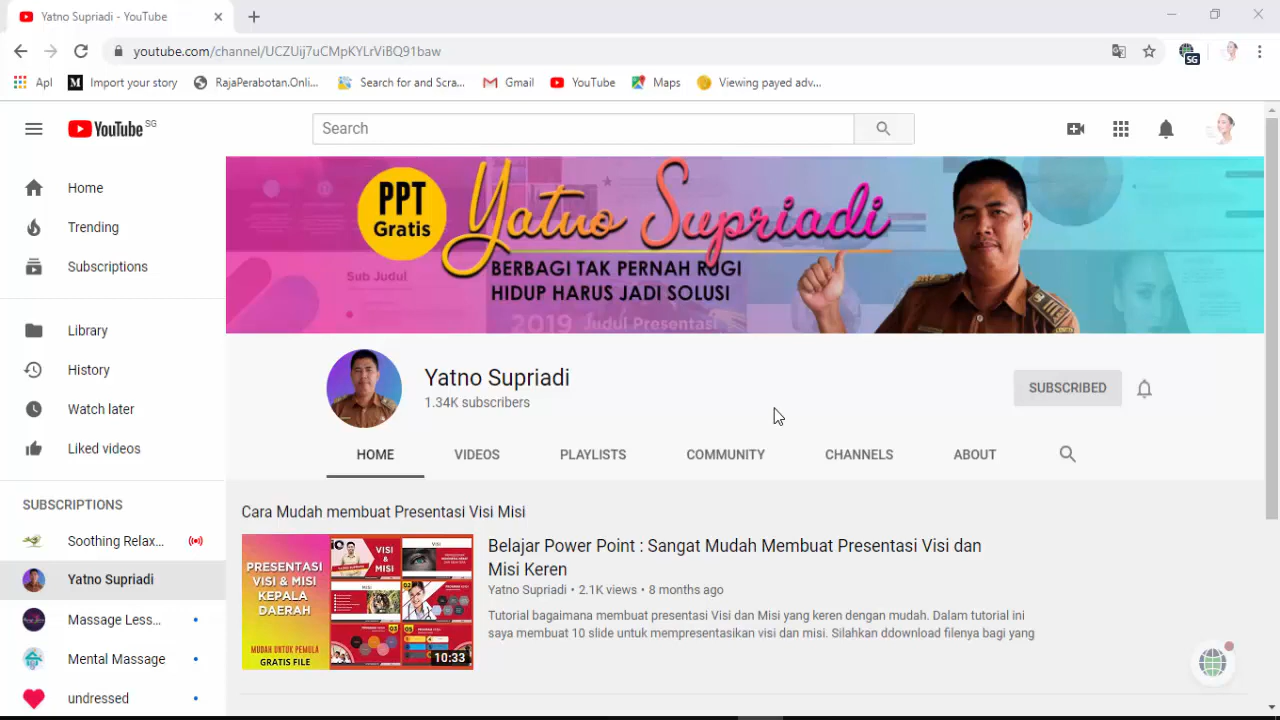 Yatno Supriadi - YouTube
youtube.com/channel/UCZUij7uCMpKYLrViBQ91baw
SG
Apl
Import your story
RajaPerabotan.Onli...
Search for and Scra...
Gmail
YouTube
Maps
Viewing payed adv...
YouTube SG
Search
Home
Trending
Subscriptions
Library
History
Watch later
Liked videos
SUBSCRIPTIONS
Soothing Relax...
Yatno Supriadi
Massage Less...
Mental Massage
undressed
PPT
Gratis
Yatno Supriadi
BERBAGI TAK PERNAH RUGI
HIDUP HARUS JADI SOLUSI
Sub Judul
2019 Judul Presentasi
Yatno Supriadi
1.34K subscribers
SUBSCRIBED
HOME
VIDEOS
PLAYLISTS
COMMUNITY
CHANNELS
ABOUT
Cara Mudah membuat Presentasi Visi Misi
PRESENTASI
VISI & MISI
KEPALA
DAERAH
MUDAH UNTUK PEMULA
GRATIS FILE
VISI
&
MISI
10:33
Belajar Power Point : Sangat Mudah Membuat Presentasi Visi dan
Misi Keren
Yatno Supriadi • 2.1K views • 8 months ago
Tutorial bagaimana membuat presentasi Visi dan Misi yang keren dengan mudah. Dalam tutorial ini
saya membuat 10 slide untuk mempresentasikan visi dan misi. Silahkan ddownload filenya bagi yang